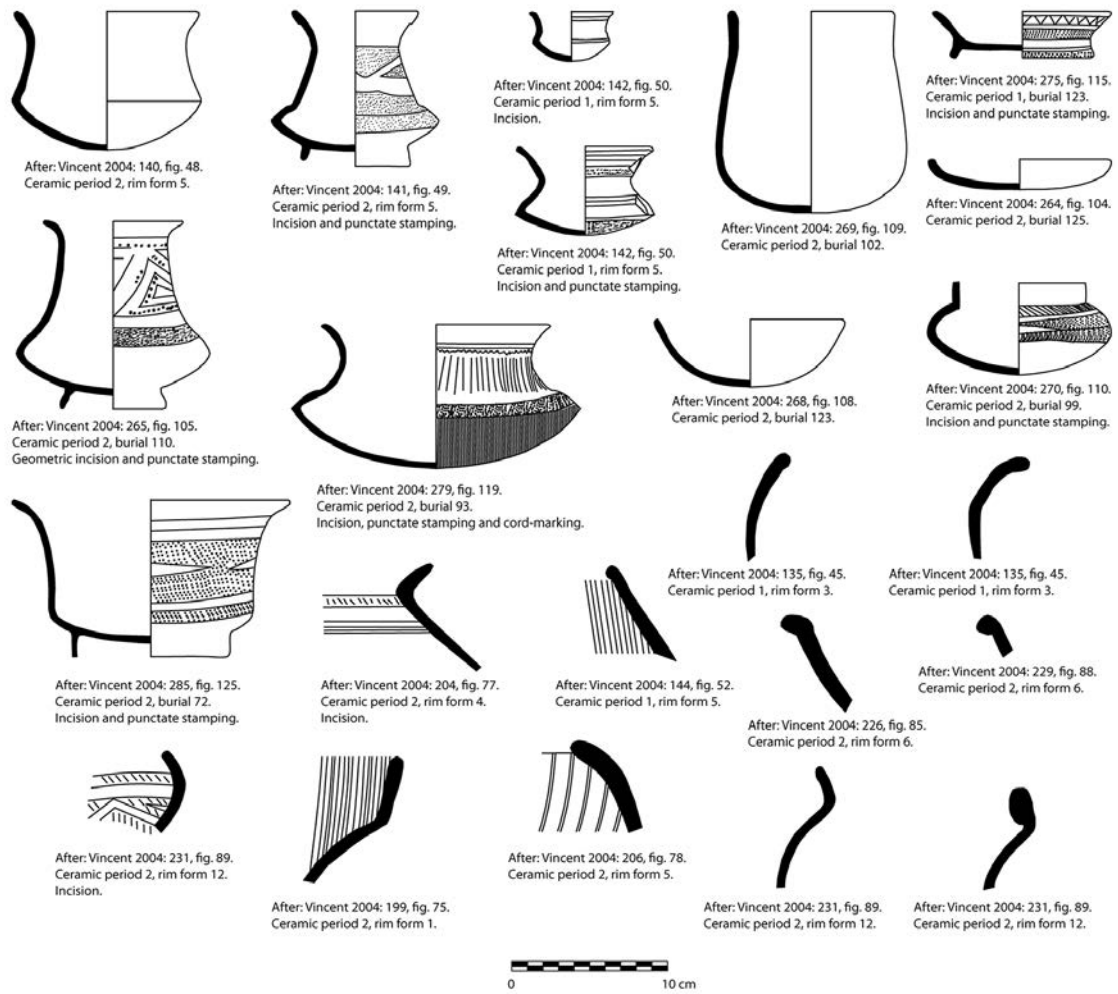 After: Vincent 2004: 140, fig. 48.
Ceramic period 2, rim form 5.
After: Vincent 2004: 141, fig. 49.
Ceramic period 2, rim form 5.
Incision and punctate stamping.
After: Vincent 2004: 142, fig. 50.
Ceramic period 1, rim form 5.
Incision.
After: Vincent 2004: 142, fig. 50.
Ceramic period 1, rim form 5.
Incision and punctate stamping.
After: Vincent 2004: 269, fig. 109.
Ceramic period 2, burial 102.
After: Vincent 2004: 275, fig. 115.
Ceramic period 1, burial 123.
Incision and punctate stamping.
After: Vincent 2004: 264, fig. 104.
Ceramic period 2, burial 125.
After: Vincent 2004: 265, fig. 105.
Ceramic period 2, burial 110.
Geometric incision and punctate stamping.
After: Vincent 2004: 279, fig. 119.
Ceramic period 2, burial 93.
Incision, punctate stamping and cord-marking.
After: Vincent 2004: 268, fig. 108.
Ceramic period 2, burial 123.
After: Vincent 2004: 270, fig. 110.
Ceramic period 2, burial 99.
Incision and punctate stamping.
After: Vincent 2004: 285, fig. 125.
Ceramic period 2, burial 72.
Incision and punctate stamping.
After: Vincent 2004: 204, fig. 77.
Ceramic period 2, rim form 4.
Incision.
After: Vincent 2004: 144, fig. 52.
Ceramic period 1, rim form 5.
After: Vincent 2004: 135, fig. 45.
Ceramic period 1, rim form 3.
After: Vincent 2004: 135, fig. 45.
Ceramic period 1, rim form 3.
After: Vincent 2004: 226, fig. 85.
Ceramic period 2, rim form 6.
After: Vincent 2004: 229, fig. 88.
Ceramic period 2, rim form 6.
After: Vincent 2004: 231, fig. 89.
Ceramic period 2, rim form 12.
Incision.
After: Vincent 2004: 199, fig. 75.
Ceramic period 2, rim form 1.
After: Vincent 2004: 206, fig. 78.
Ceramic period 2, rim form 5.
After: Vincent 2004: 231, fig. 89.
Ceramic period 2, rim form 12.
After: Vincent 2004: 231, fig. 89.
Ceramic period 2, rim form 12.
0 10 cm